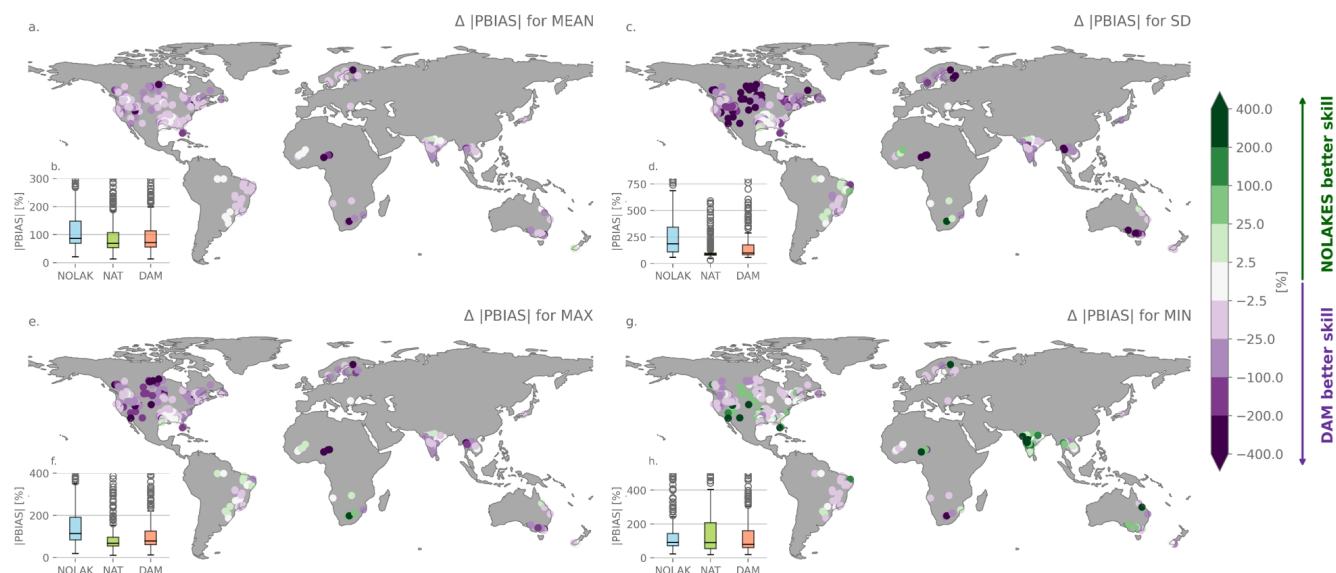 a.
Δ |PBIAS| for MEAN
b.
|PBIAS| [%]
300
200
100
0
NOLAK NAT DAM
c.
Δ |PBIAS| for SD
d.
|PBIAS| [%]
750
500
250
0
NOLAK NAT DAM
e.
Δ |PBIAS| for MAX
f.
|PBIAS| [%]
400
200
0
NOLAK NAT DAM
g.
Δ |PBIAS| for MIN
h.
|PBIAS| [%]
400
200
0
NOLAK NAT DAM
400.0
200.0
100.0
25.0
2.5
−2.5
−25.0
−100.0
−200.0
−400.0
[%]
NOLAKES better skill
DAM better skill